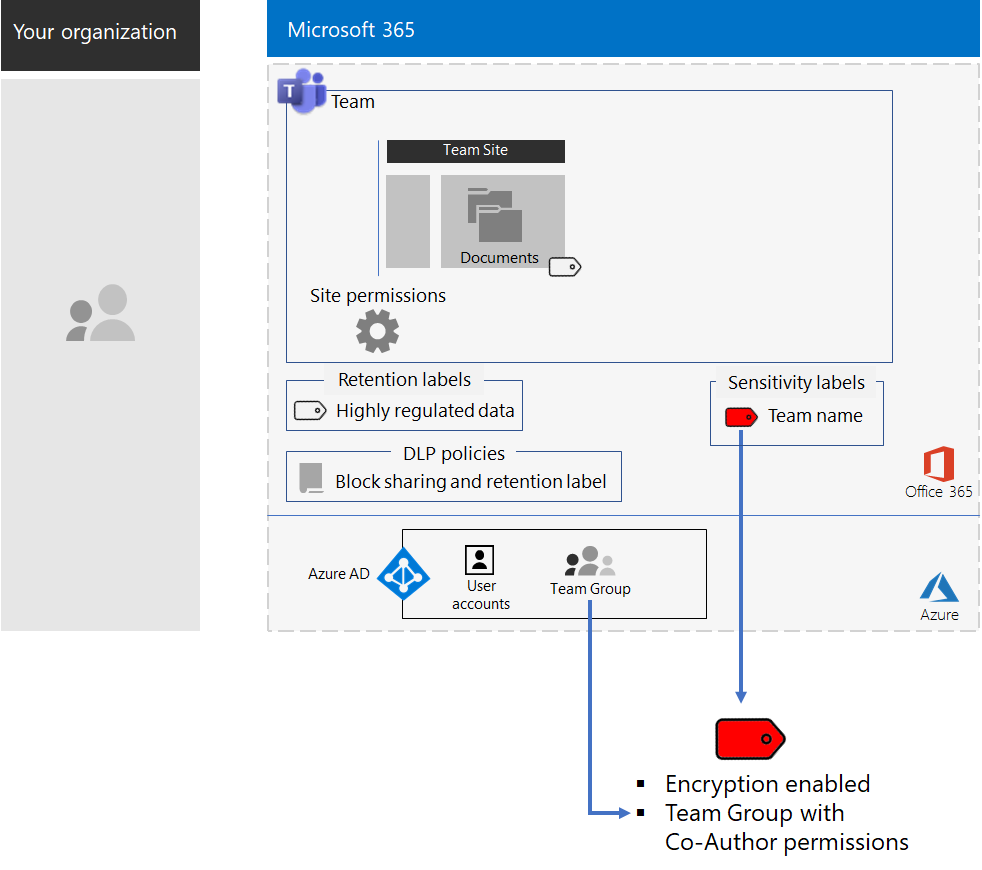 Your organization
Microsoft 365
T
Team
Team Site
Documents
Site permissions
Retention labels
Highly regulated data
Sensitivity labels
Team name
DLP policies
Block sharing and retention label
Office 365
Azure AD
User
accounts
Team Group
Azure
▪ Encryption enabled
▪ Team Group with
Co-Author permissions